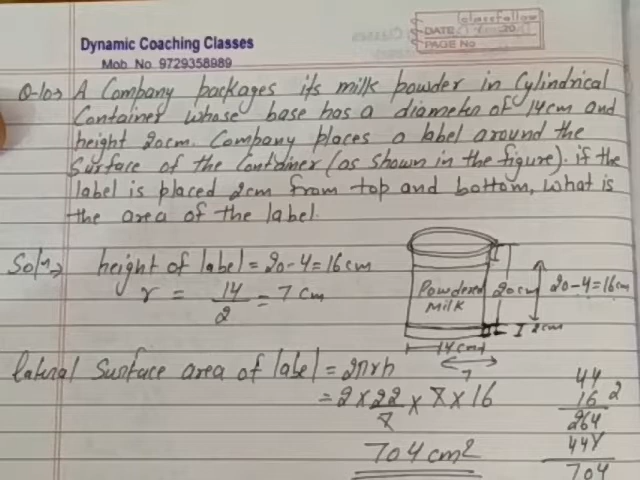 classfellow
DATE
PAGE No
Dynamic Coaching Classes
Mob. No. 9729358989
Q-10→ A Company packages its milk powder in Cylindrical
Container whose base has a diameter of 14cm and
height 20cm. Company places a label around the
Surface of the Container (as shown in the figure). if the
label is placed 2cm from top and bottom, what is
the area of the label.
Soln→ height of label = 20-4 = 16cm
r = 14/2 = 7 cm
Powdered
Milk
20cm
20-4=16cm
2cm
14cm
7
lateral Surface area of label = 2πrh
= 2 × 22/7 × 7 × 16
704 cm²
44
16 2
264
44×
704